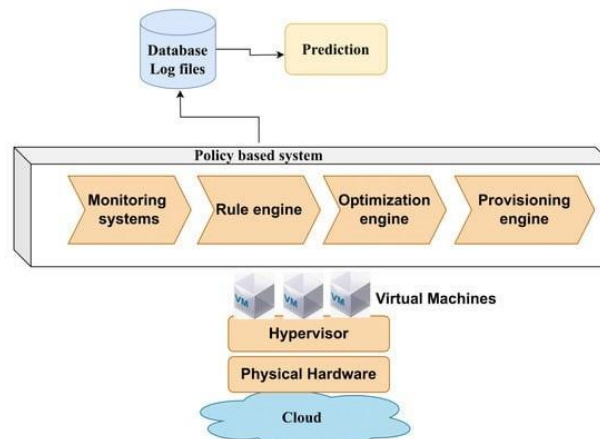 Database
Log files
Prediction
Policy based system
Monitoring
systems
Rule engine
Optimization
engine
Provisioning
engine
VM
VM
VM
Virtual Machines
Hypervisor
Physical Hardware
Cloud